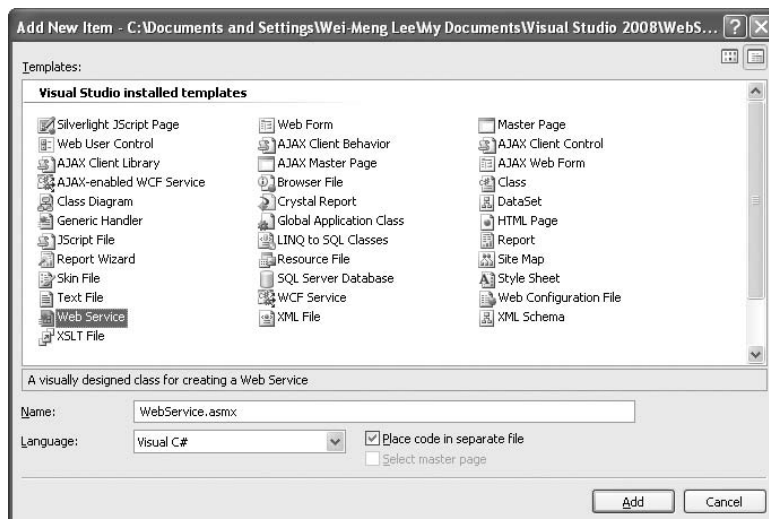 Add New Item - C:\Documents and Settings\Wei-Meng Lee\My Documents\Visual Studio 2008\WebS...
Templates:
Visual Studio installed templates
Silverlight JScript Page
Web User Control
AJAX Client Library
AJAX-enabled WCF Service
Class Diagram
Generic Handler
JScript File
Report Wizard
Skin File
Text File
Web Service
XSLT File
Web Form
AJAX Client Behavior
AJAX Master Page
Browser File
Crystal Report
Global Application Class
LINQ to SQL Classes
Resource File
SQL Server Database
WCF Service
XML File
Master Page
AJAX Client Control
AJAX Web Form
Class
DataSet
HTML Page
Report
Site Map
Style Sheet
Web Configuration File
XML Schema
A visually designed class for creating a Web Service
Name:
WebService.asmx
Language:
Visual C#
Place code in separate file
Select master page
Add
Cancel